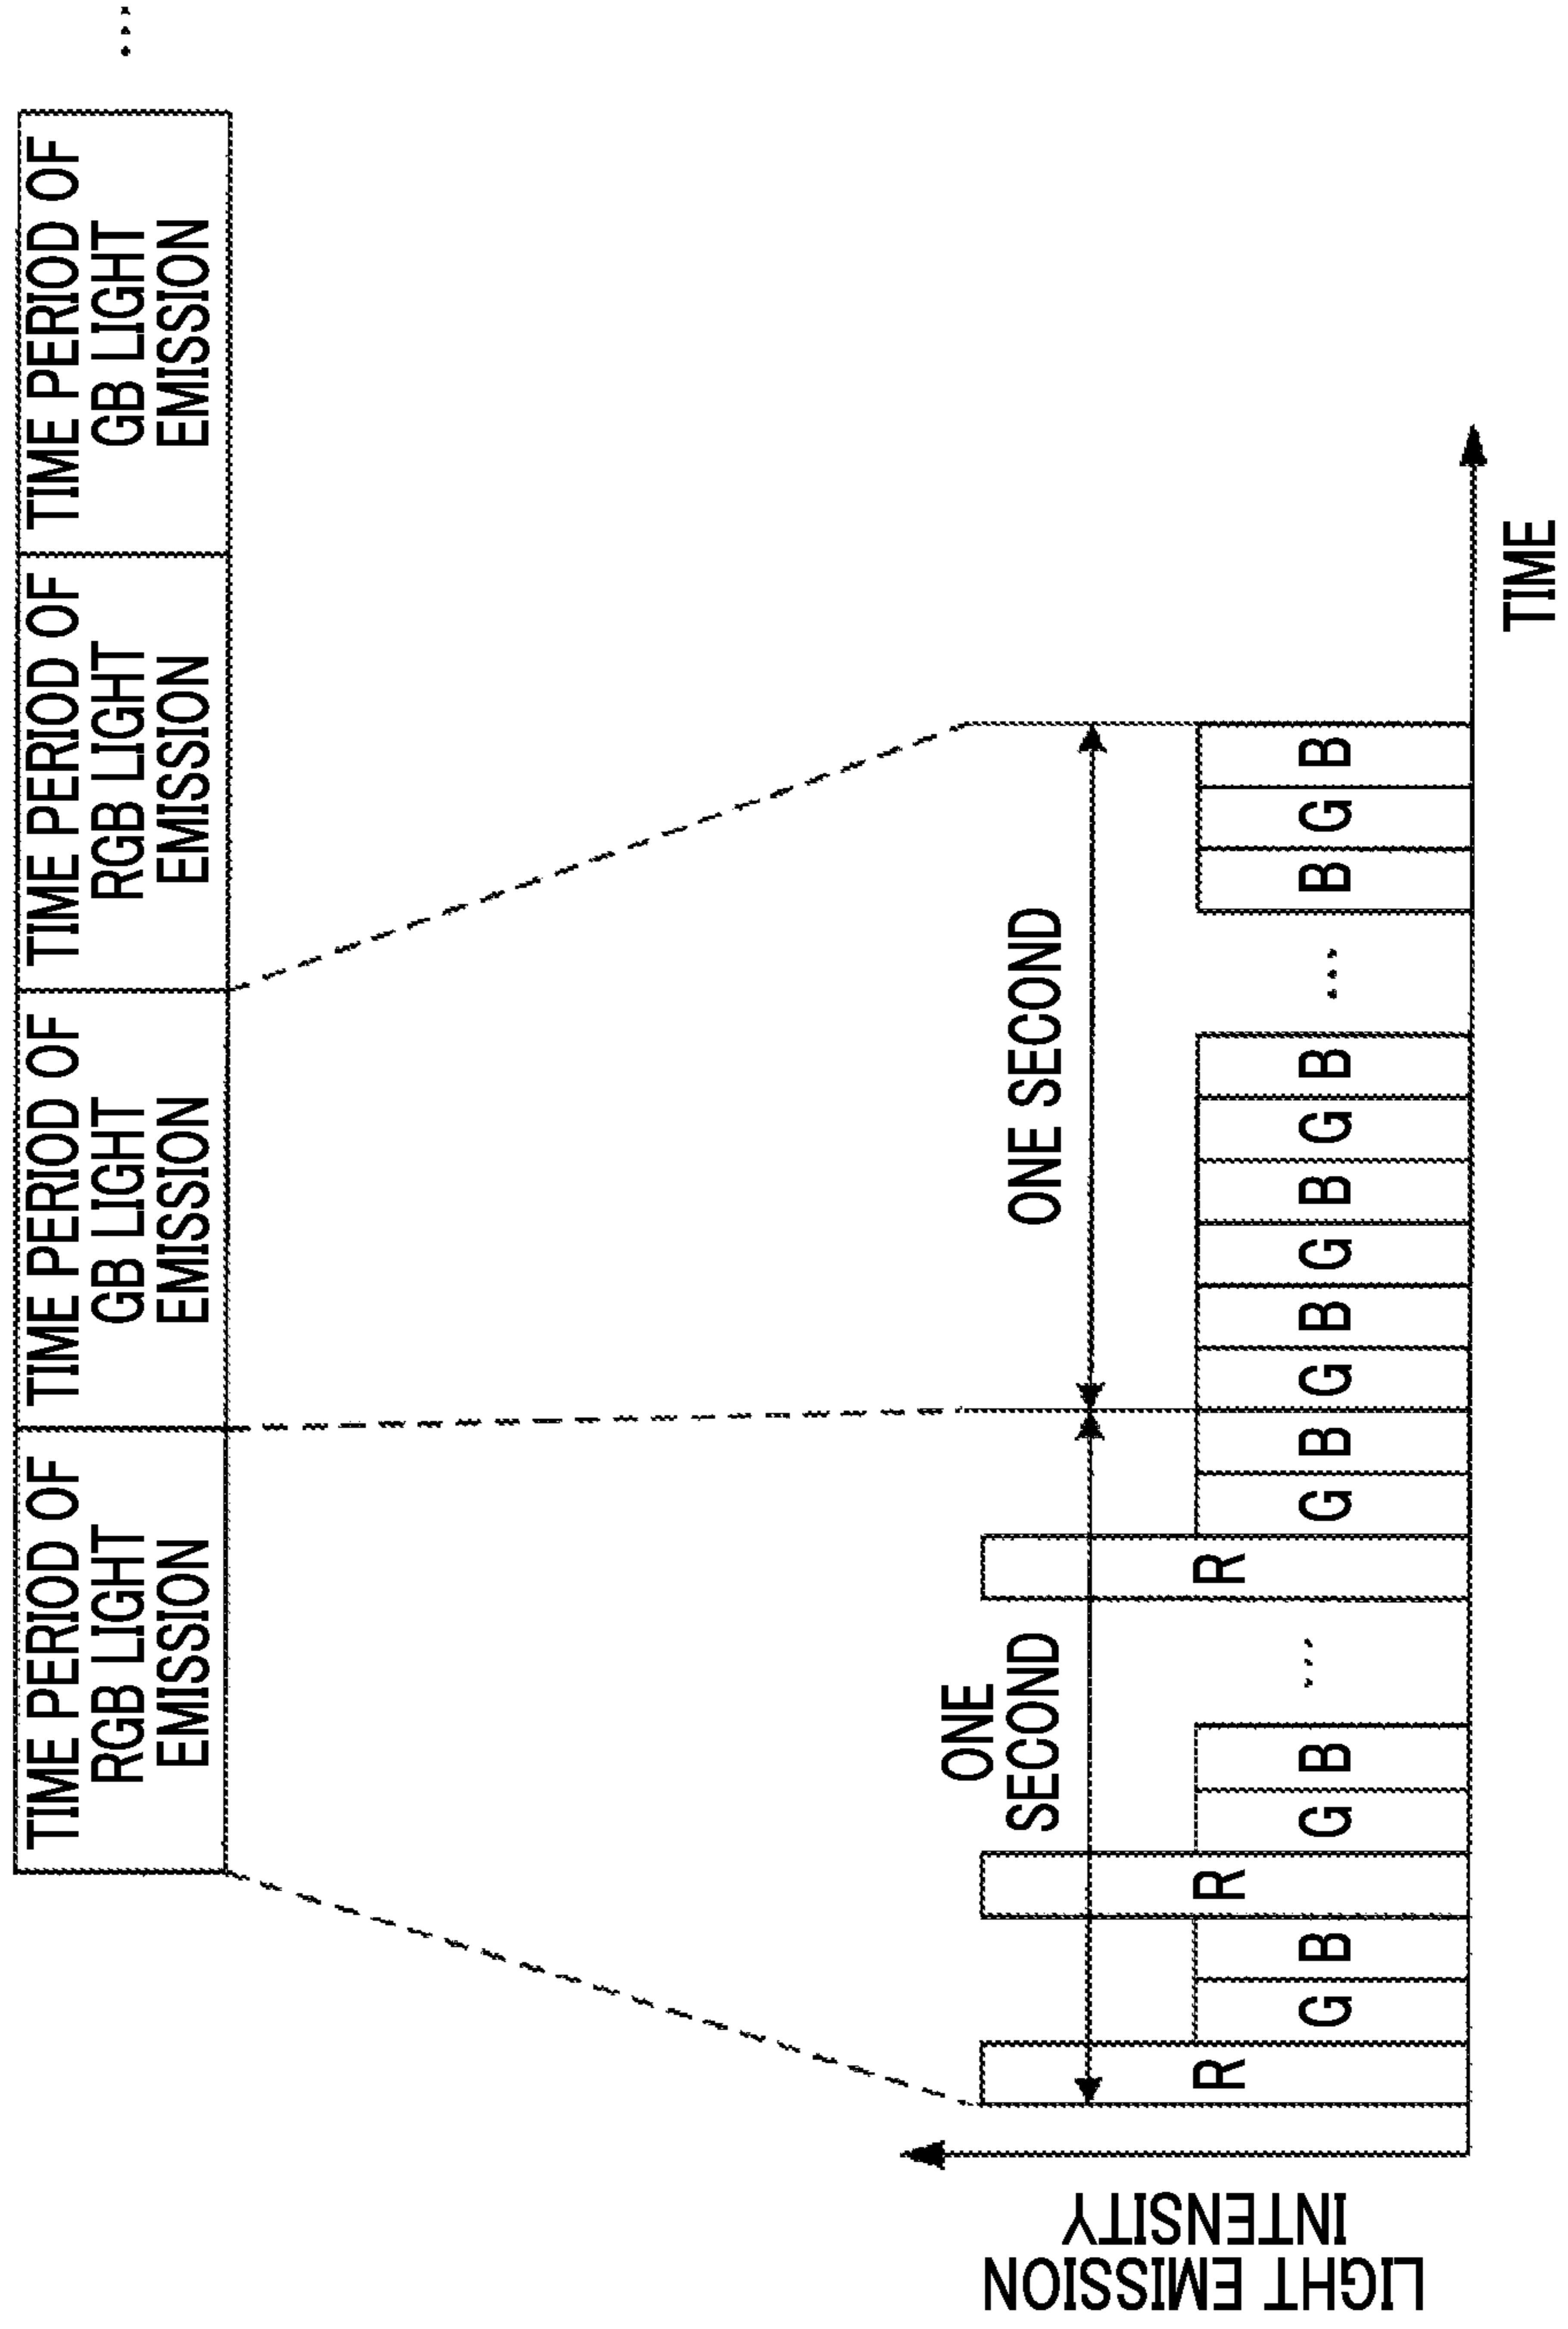 TIME PERIOD OF
RGB LIGHT
EMISSION
TIME PERIOD OF
GB LIGHT
EMISSION
TIME PERIOD OF
RGB LIGHT
EMISSION
TIME PERIOD OF
GB LIGHT
EMISSION
...
LIGHT EMISSION
INTENSITY
ONE
SECOND
ONE SECOND
R G B R G B ... R G B G B G B G B ... B G B
TIME